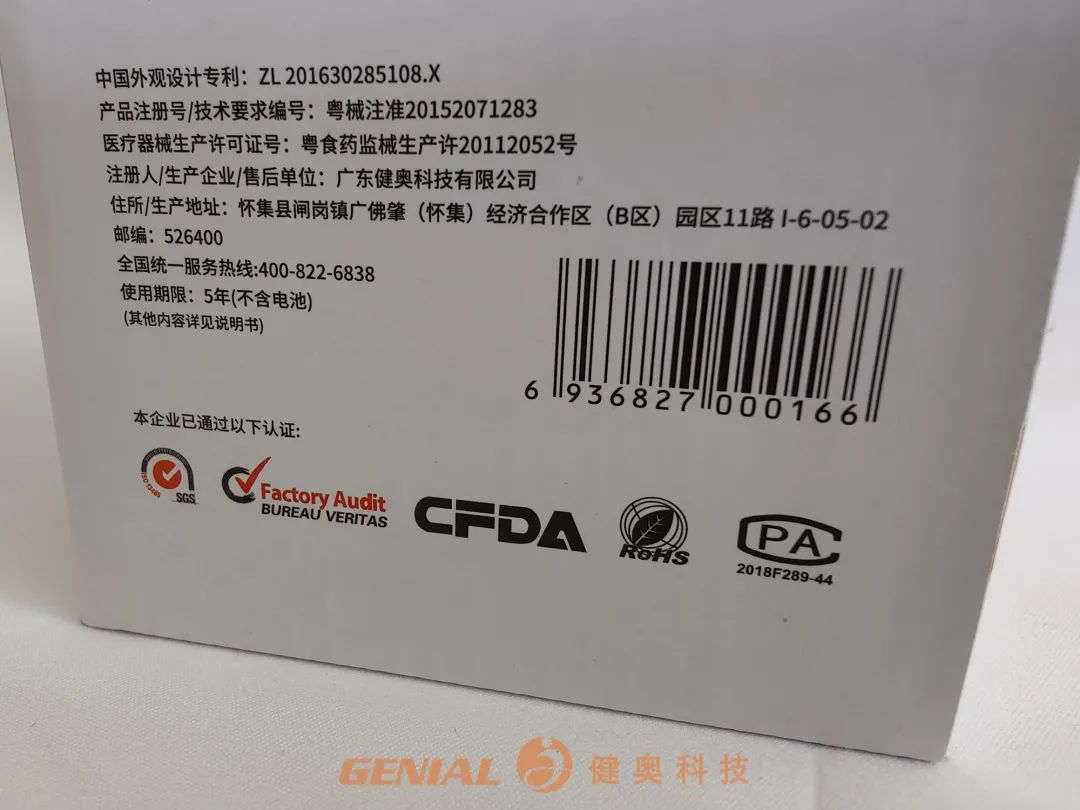 中国外观设计专利：ZL 201630285108.X
产品注册号/技术要求编号：粤械注准20152071283
医疗器械生产许可证号：粤食药监械生产许20112052号
注册人/生产企业/售后单位：广东健奥科技有限公司
住所/生产地址：怀集县闸岗镇广佛肇（怀集）经济合作区（B区）园区11路 I-6-05-02
邮编：526400
全国统一服务热线:400-822-6838
使用期限：5年(不含电池)
(其他内容详见说明书)
6 936827 000166
本企业已通过以下认证:
ISO 13485
SGS
Factory Audit
BUREAU VERITAS
CFDA
RoHS
CPA
2018F289-44
GENIAL 健奥科技